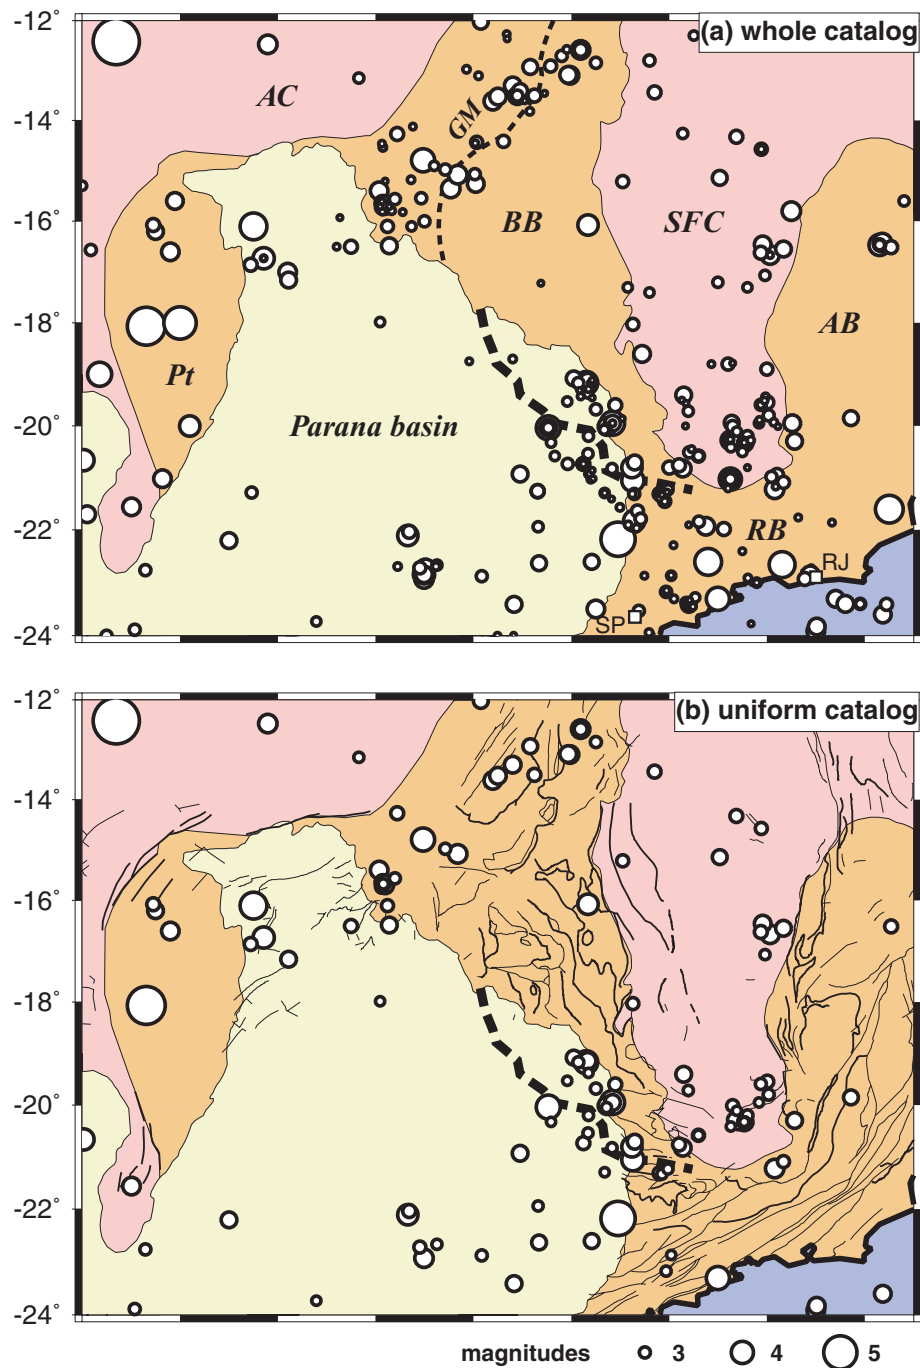 (a) whole catalog
-12°
-14°
-16°
-18°
-20°
-22°
-24°
AC
GM
BB
SFC
AB
Pt
Parana basin
RB
RJ
SP
(b) uniform catalog
-12°
-14°
-16°
-18°
-20°
-22°
-24°
magnitudes 3 4 5